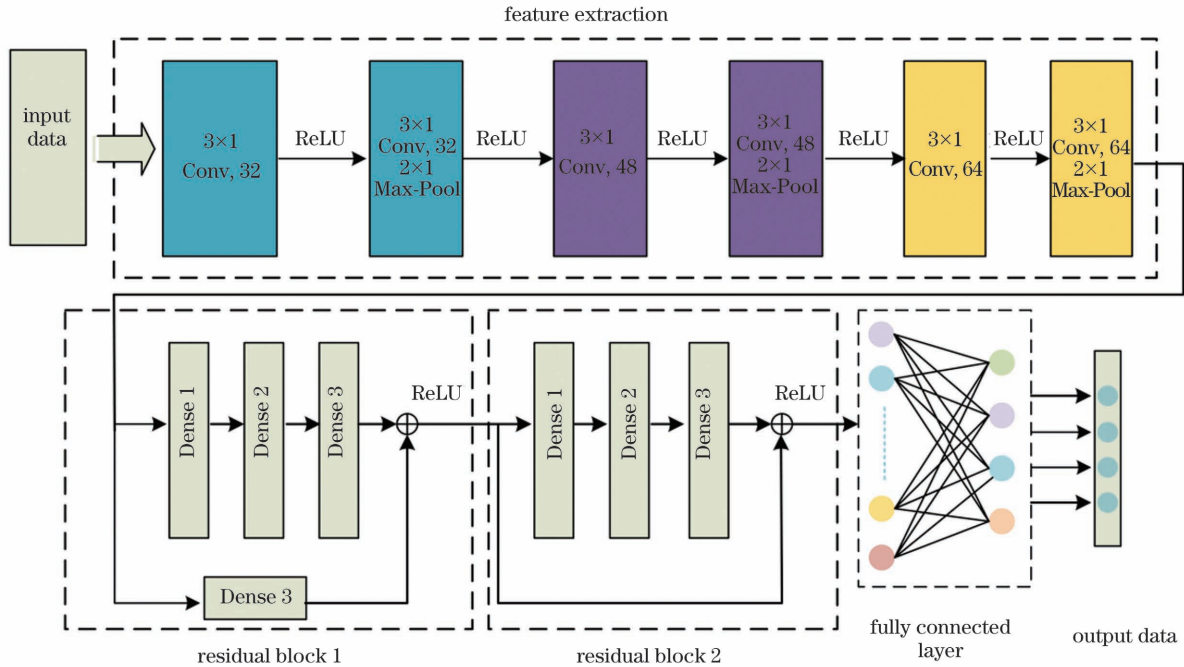 feature extraction
input
data
3×1
Conv, 32
ReLU
3×1
Conv, 32
2×1
Max-Pool
ReLU
3×1
Conv, 48
ReLU
3×1
Conv, 48
2×1
Max-Pool
ReLU
3×1
Conv, 64
ReLU
3×1
Conv, 64
2×1
Max-Pool
Dense 1
Dense 2
Dense 3
ReLU
Dense 3
residual block 1
Dense 1
Dense 2
Dense 3
ReLU
residual block 2
fully connected
layer
output data